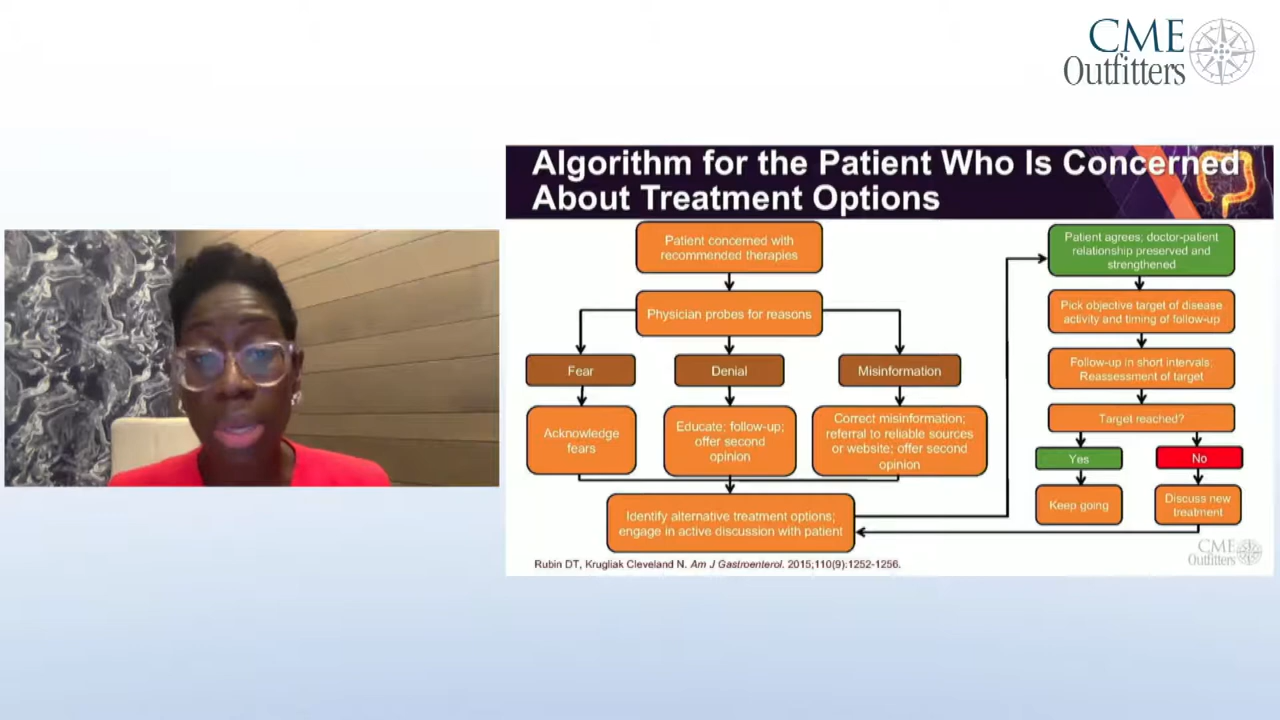 CME
Outfitters
Algorithm for the Patient Who Is Concerned
About Treatment Options
Patient concerned with
recommended therapies
Physician probes for reasons
Fear
Denial
Misinformation
Acknowledge
fears
Educate; follow-up;
offer second
opinion
Correct misinformation;
referral to reliable sources
or website; offer second
opinion
Identify alternative treatment options;
engage in active discussion with patient
Patient agrees; doctor-patient
relationship preserved and
strengthened
Pick objective target of disease
activity and timing of follow-up
Follow-up in short intervals;
Reassessment of target
Target reached?
Yes
No
Keep going
Discuss new
treatment
CME
Outfitters
Rubin DT, Krugliak Cleveland N. Am J Gastroenterol. 2015;110(9):1252-1256.